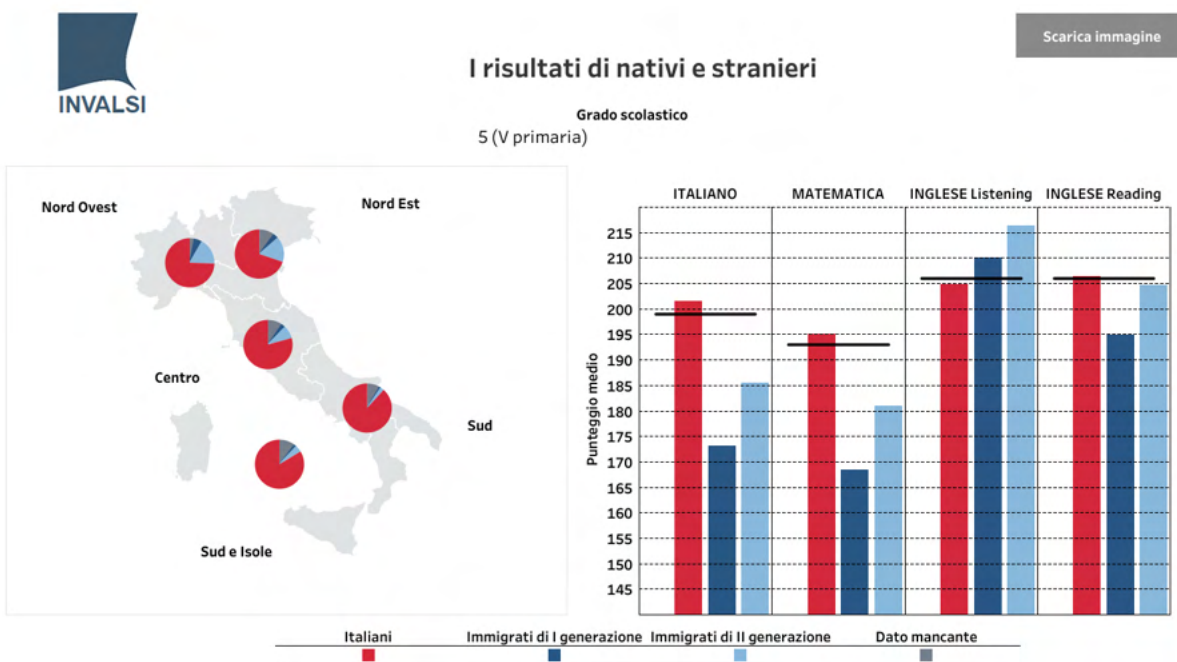 INVALSI
Scarica immagine
I risultati di nativi e stranieri
Grado scolastico
5 (V primaria)
Nord Ovest
Nord Est
Centro
Sud
Sud e Isole
ITALIANO
MATEMATICA
INGLESE Listening
INGLESE Reading
Punteggio medio
215
210
205
200
195
190
185
180
175
170
165
160
155
150
145
Italiani
Immigrati di I generazione
Immigrati di II generazione
Dato mancante